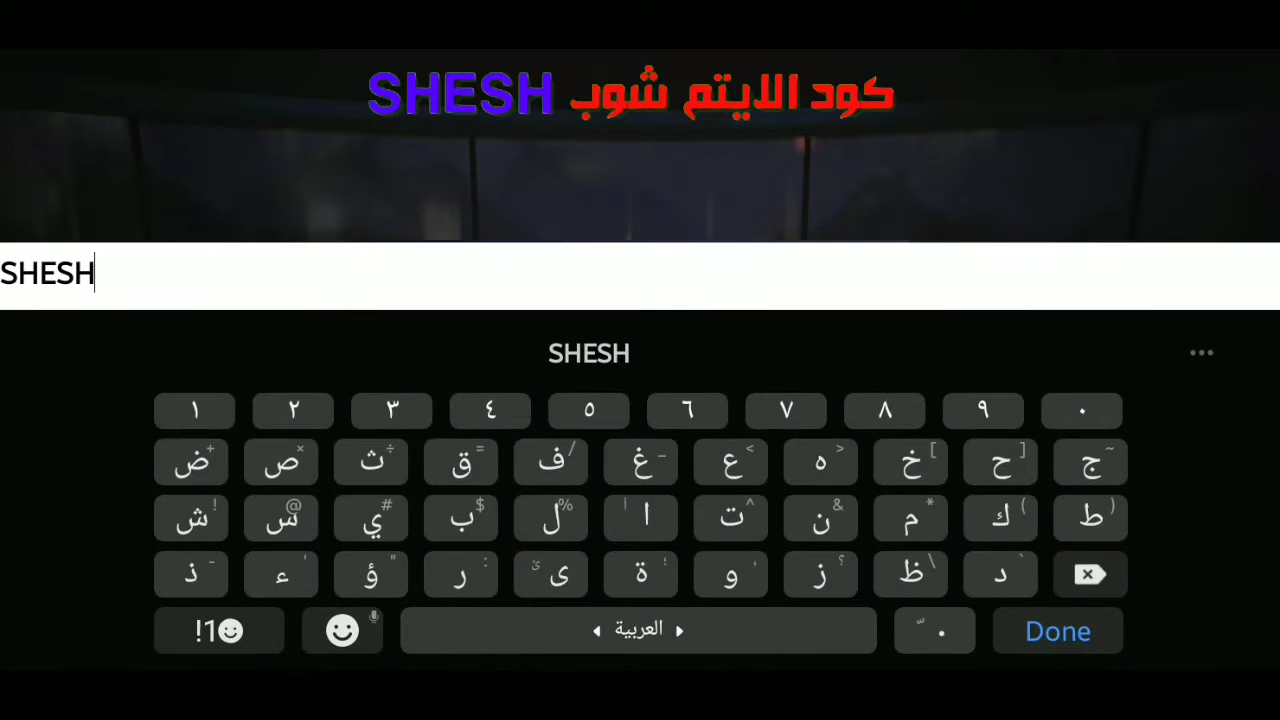 كود الايتم شوب SHESH
SHESH
SHESH
١ ٢ ٣ ٤ ٥ ٦ ٧ ٨ ٩ ٠
ض + ص × ث ÷ ق = ف / غ _ ع < ه > خ [ ح ] ج ~
ش ! س @ ي # ب $ ل % ا أ ت ^ ن & م * ك ( ط )
ذ - ء ' ؤ " ر : ى ئ ة ؛ و ، ز ؟ ظ \ د `
!1 العربية . Done